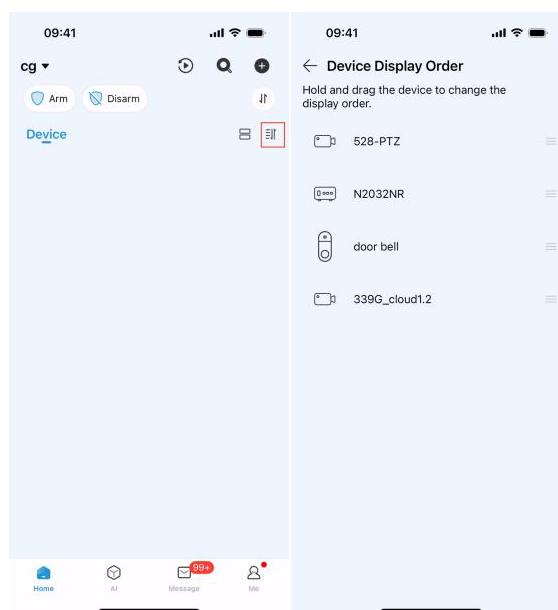 09:41
cg
Arm
Disarm
Device
Home
AI
99+
Message
Me
09:41
Device Display Order
Hold and drag the device to change the
display order.
528-PTZ
N2032NR
door bell
339G_cloud1.2